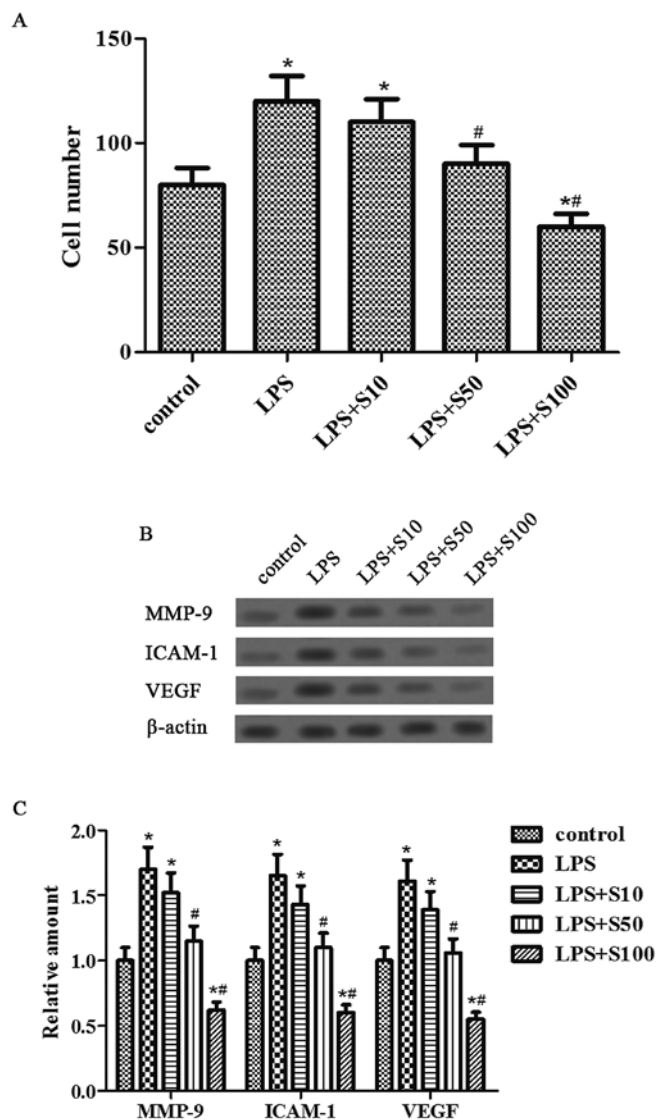 A
150
100
50
0
Cell number
* * # *#
control LPS LPS+S10 LPS+S50 LPS+S100
B
control LPS LPS+S10 LPS+S50 LPS+S100
MMP-9
ICAM-1
VEGF
β-actin
C
2.0
1.5
1.0
0.5
0.0
Relative amount
* * # *# * * # *# * * # *#
MMP-9 ICAM-1 VEGF
control
LPS
LPS+S10
LPS+S50
LPS+S100